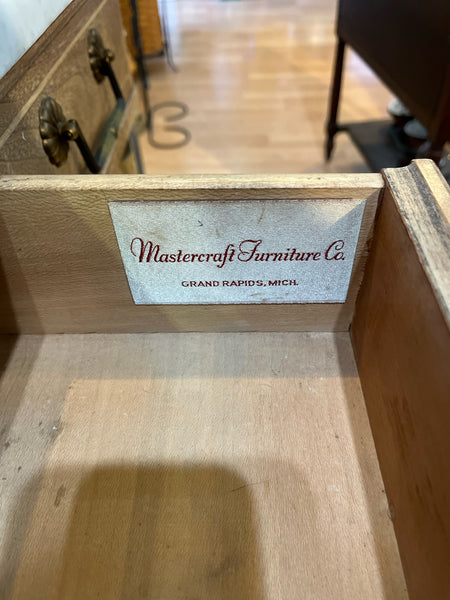 Mastercraft Furniture Co.
GRAND RAPIDS, MICH.